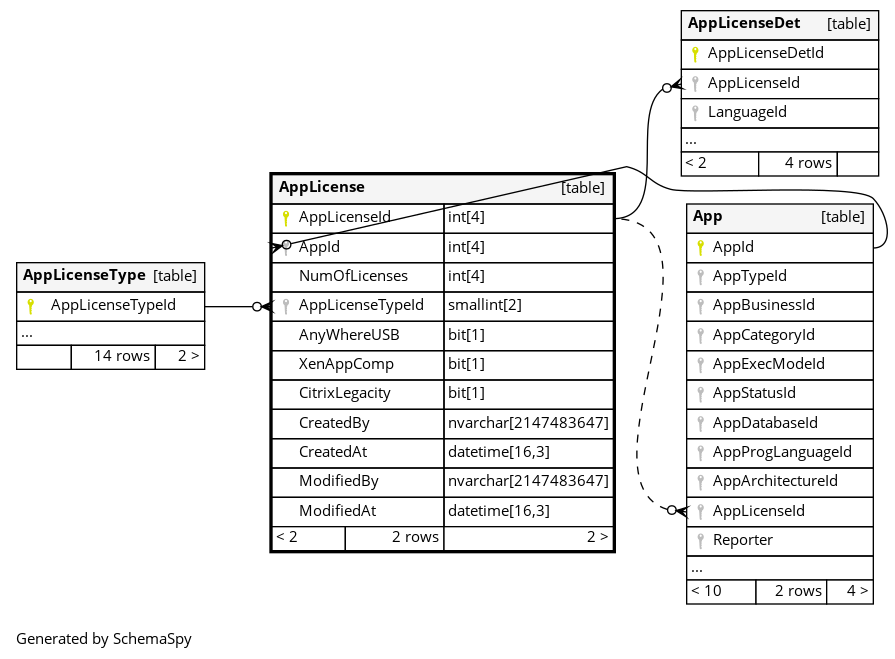 AppLicenseDet [table]
AppLicenseDetId
AppLicenseId
LanguageId
...
< 2 4 rows
AppLicense [table]
AppLicenseId int[4]
AppId int[4]
NumOfLicenses int[4]
AppLicenseTypeId smallint[2]
AnyWhereUSB bit[1]
XenAppComp bit[1]
CitrixLegacity bit[1]
CreatedBy nvarchar[2147483647]
CreatedAt datetime[16,3]
ModifiedBy nvarchar[2147483647]
ModifiedAt datetime[16,3]
< 2 2 rows 2 >
App [table]
AppId
AppTypeId
AppBusinessId
AppCategoryId
AppExecModeId
AppStatusId
AppDatabaseId
AppProgLanguageId
AppArchitectureId
AppLicenseId
Reporter
...
< 10 2 rows 4 >
AppLicenseType [table]
AppLicenseTypeId
...
14 rows 2 >
Generated by SchemaSpy